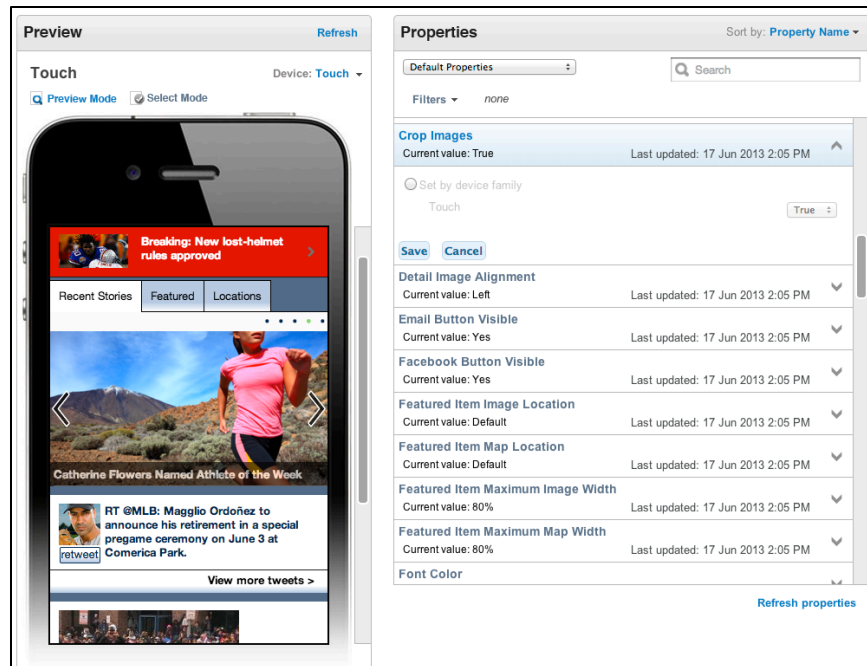 Preview
Refresh
Touch
Device: Touch
Preview Mode
Select Mode
Breaking: New lost-helmet
rules approved
Recent Stories
Featured
Locations
Catherine Flowers Named Athlete of the Week
RT @MLB: Magglio Ordoñez to
announce his retirement in a special
pregame ceremony on June 3 at
Comerica Park.
retweet
View more tweets >
Properties
Sort by: Property Name
Default Properties
Search
Filters
none
Crop Images
Current value: True
Last updated: 17 Jun 2013 2:05 PM
Set by device family
Touch
True
Save
Cancel
Detail Image Alignment
Current value: Left
Last updated: 17 Jun 2013 2:05 PM
Email Button Visible
Current value: Yes
Last updated: 17 Jun 2013 2:05 PM
Facebook Button Visible
Current value: Yes
Last updated: 17 Jun 2013 2:05 PM
Featured Item Image Location
Current value: Default
Last updated: 17 Jun 2013 2:05 PM
Featured Item Map Location
Current value: Default
Last updated: 17 Jun 2013 2:05 PM
Featured Item Maximum Image Width
Current value: 80%
Last updated: 17 Jun 2013 2:05 PM
Featured Item Maximum Map Width
Current value: 80%
Last updated: 17 Jun 2013 2:05 PM
Font Color
Refresh properties